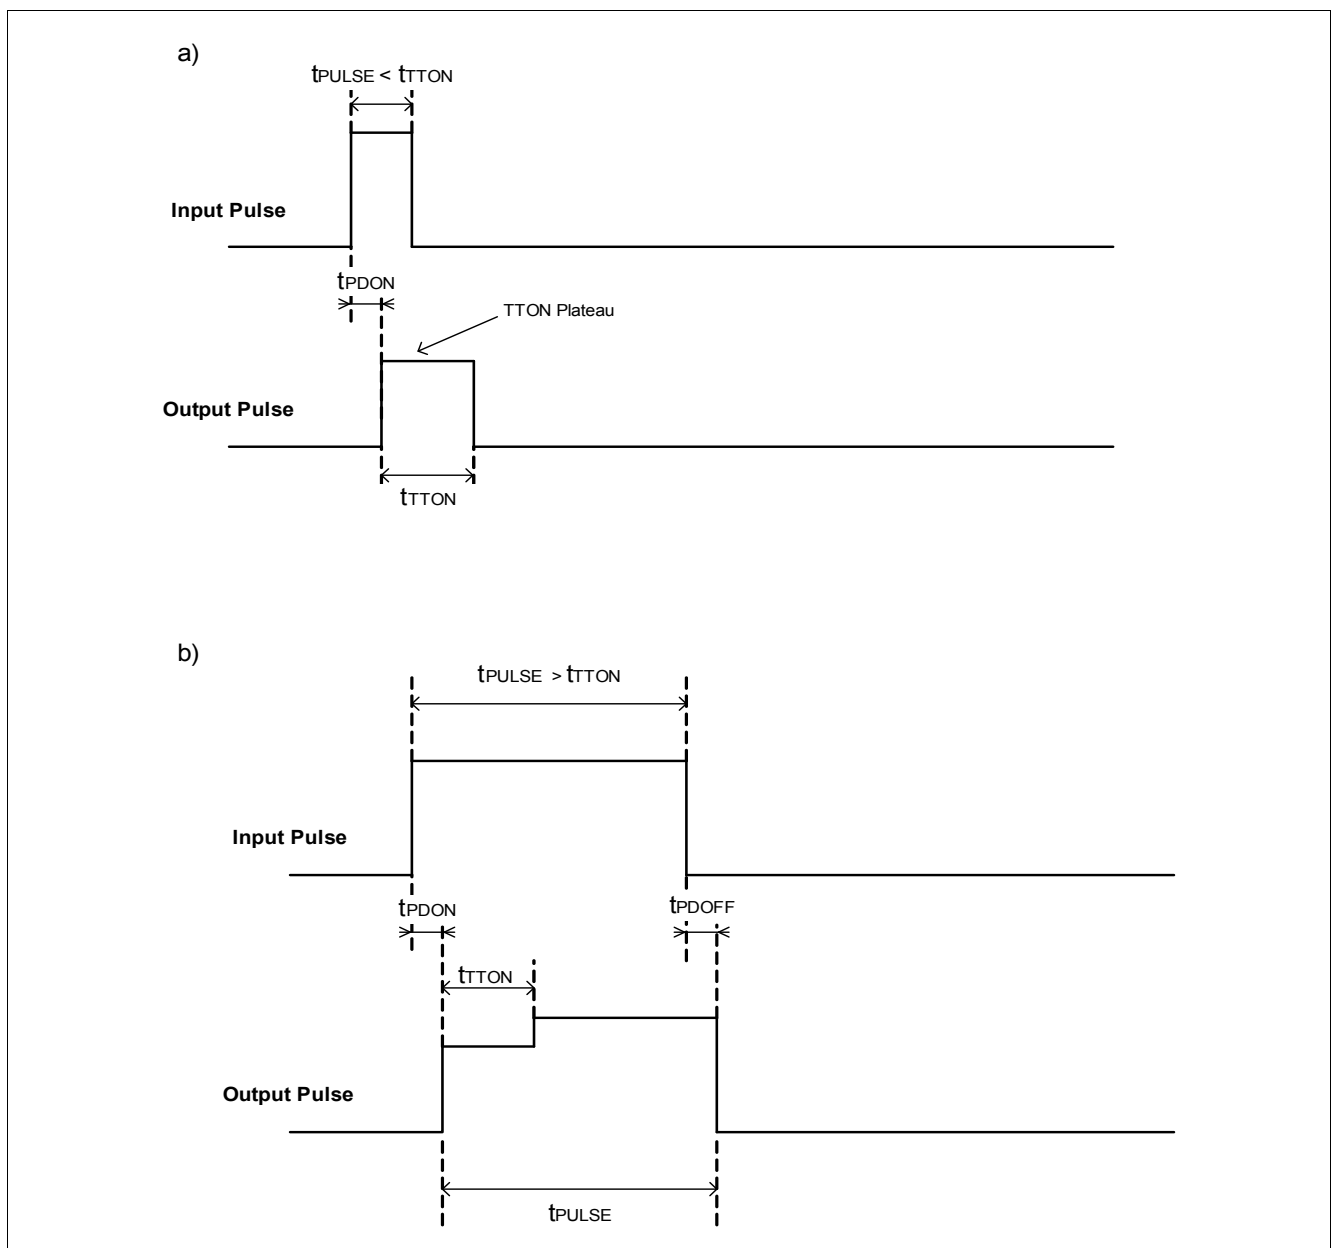 a)
tPULSE < tTTON
Input Pulse
tPDON
TTON Plateau
Output Pulse
tTTON
b)
tPULSE > tTTON
Input Pulse
tPDON
tPDOFF
tTTON
Output Pulse
tPULSE